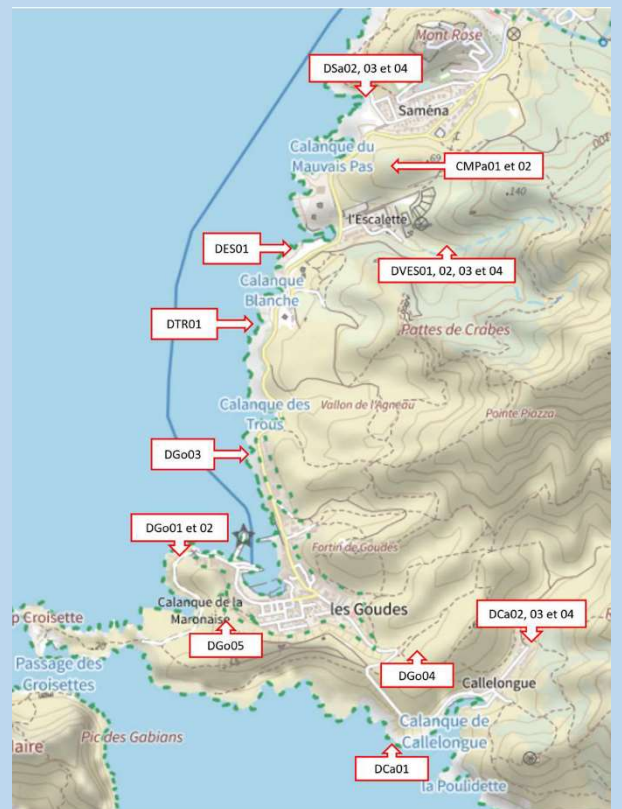 Mont Rose
DSa02, 03 et 04
Saména
Calanque du
Mauvais Pas
69
CMPa01 et 02
140
l'Escalette
DES01
DVES01, 02, 03 et 04
Calanque
Blanche
DTR01
Pattes de Crabes
Calanque des
Trous
Vallon de l'Agneau
Pointe Piazza
DGo03
DGo01 et 02
Fortin de Goudes
Calanque de la
Maronaise
les Goudes
DCa02, 03 et 04
p Croisette
20
DGo05
Passage des
Croisettes
DGo04
Callelongue
Calanque de
Callelongue
Pic des Gabians
laire
DCa01
la Poulidette